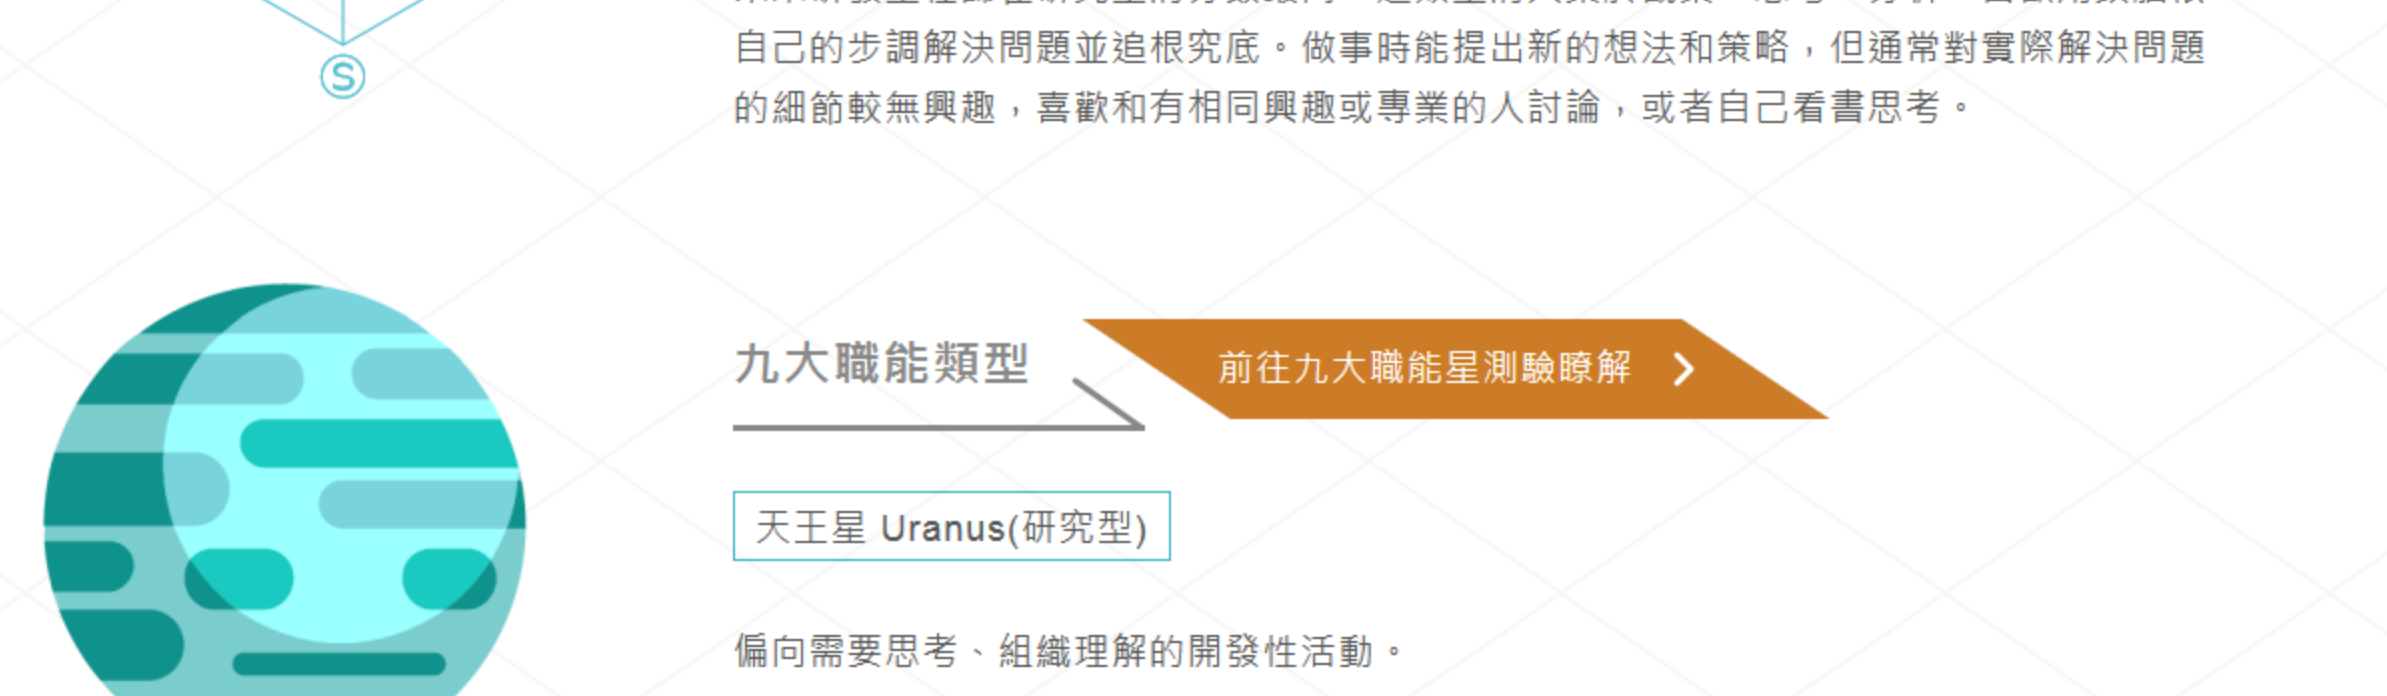 自己的步調解決問題並追根究底。做事時能提出新的想法和策略，但通常對實際解決問題
的細節較無興趣，喜歡和有相同興趣或專業的人討論，或者自己看書思考。
S
九大職能類型
前往九大職能星測驗瞭解
天王星 Uranus(研究型)
偏向需要思考、組織理解的開發性活動。